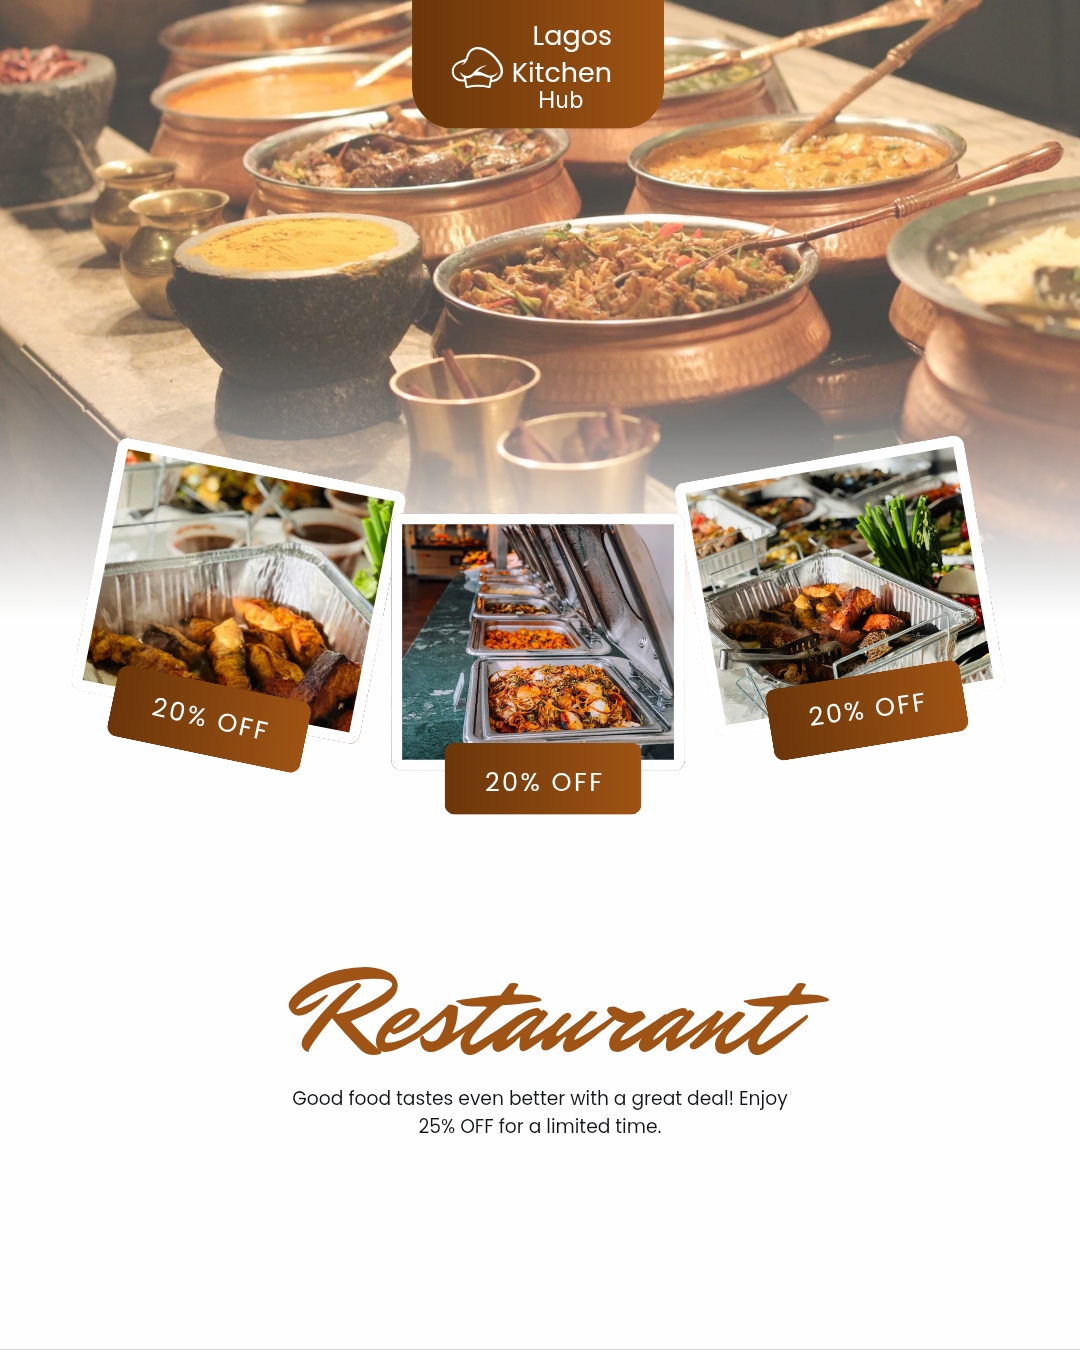 Lagos
Kitchen
Hub
20% OFF
20% OFF
20% OFF
Restaurant
Good food tastes even better with a great deal! Enjoy
25% OFF for a limited time.